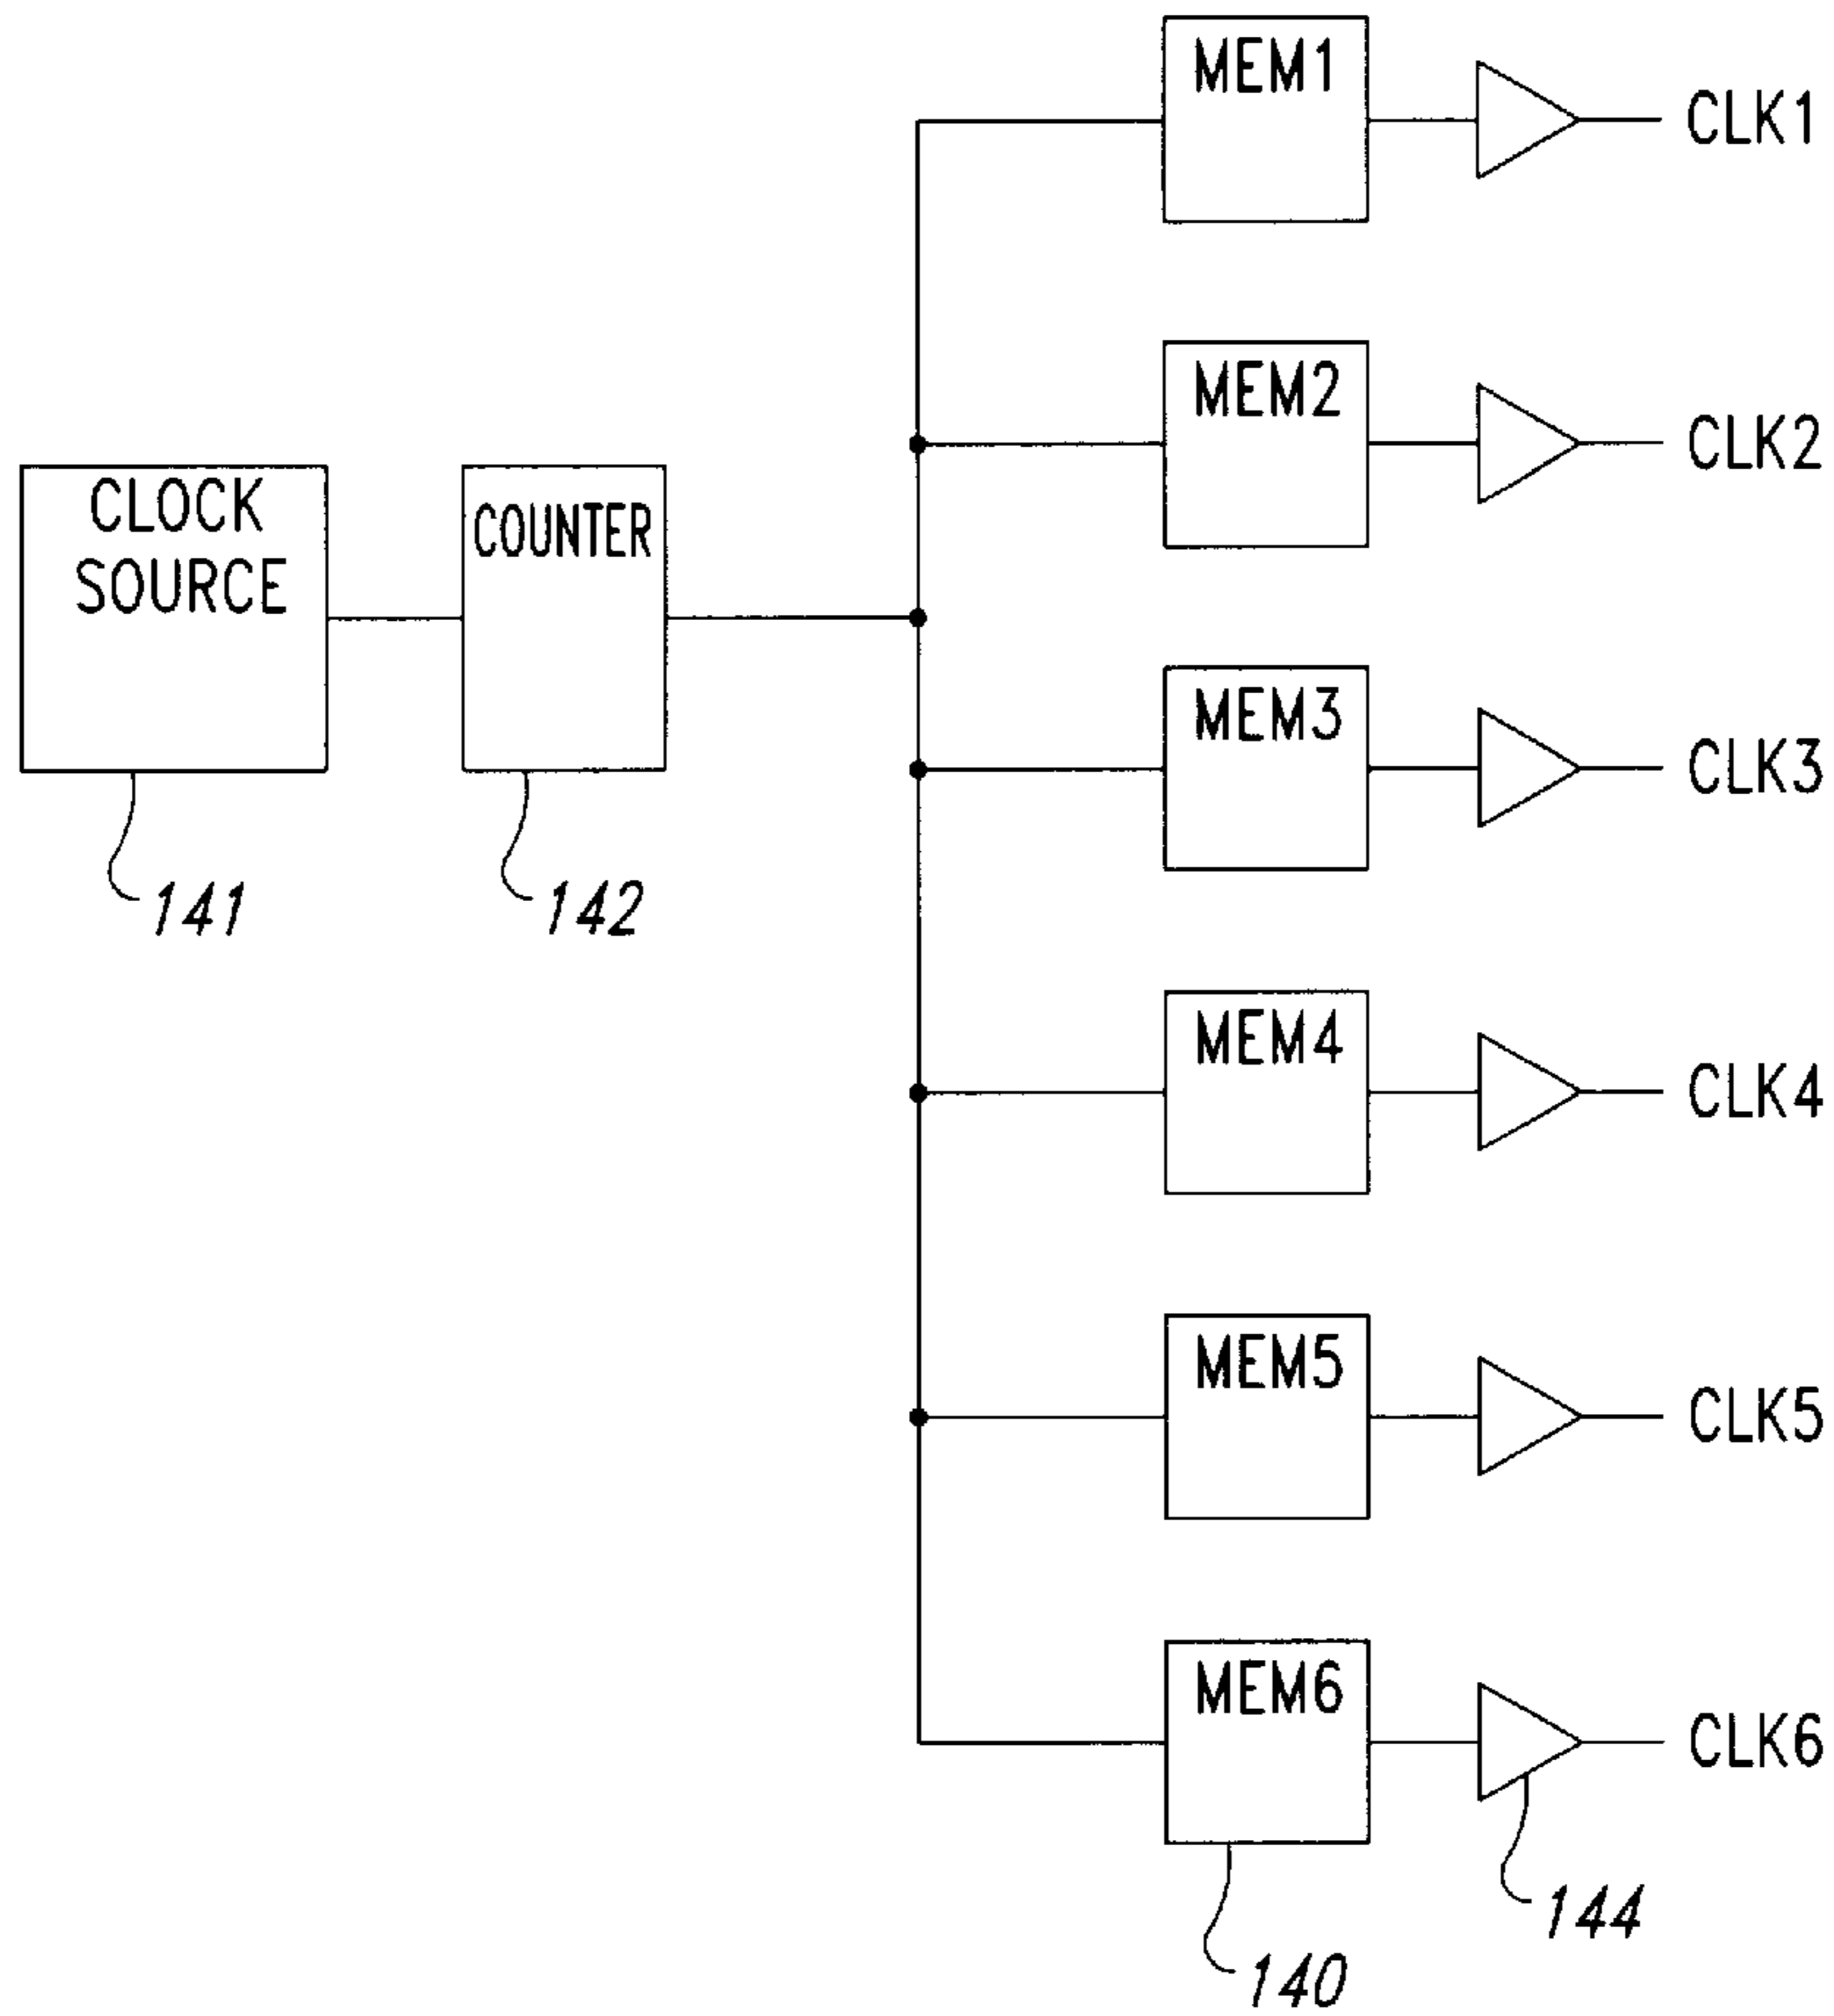 MEM1
CLK1
MEM2
CLK2
CLOCK
SOURCE
COUNTER
MEM3
CLK3
141
142
MEM4
CLK4
MEM5
CLK5
MEM6
CLK6
144
140